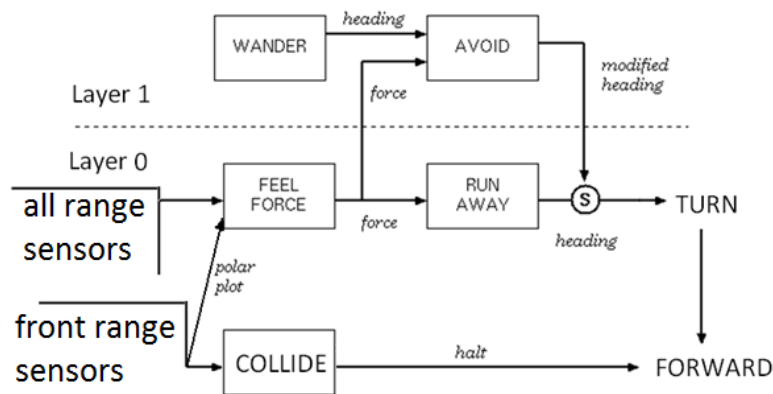 heading
WANDER
AVOID
modified
heading
Layer 1
force
Layer 0
FEEL
FORCE
RUN
AWAY
S
TURN
all range
sensors
force
heading
polar
plot
front range
sensors
COLLIDE
halt
FORWARD